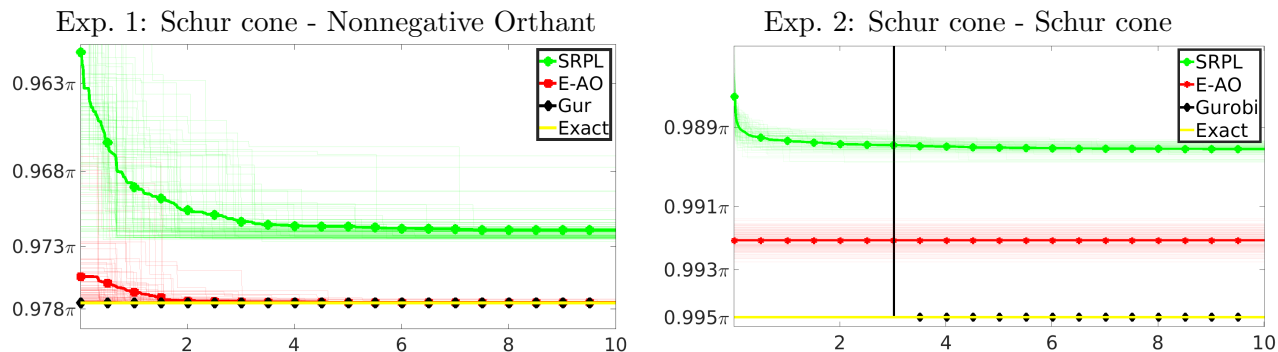 Exp. 1: Schur cone - Nonnegative Orthant
SRPL
E-AO
Gur
Exact
0.963π
0.968π
0.973π
0.978π
2
4
6
8
10
Exp. 2: Schur cone - Schur cone
SRPL
E-AO
Gurobi
Exact
0.989π
0.991π
0.993π
0.995π
2
4
6
8
10